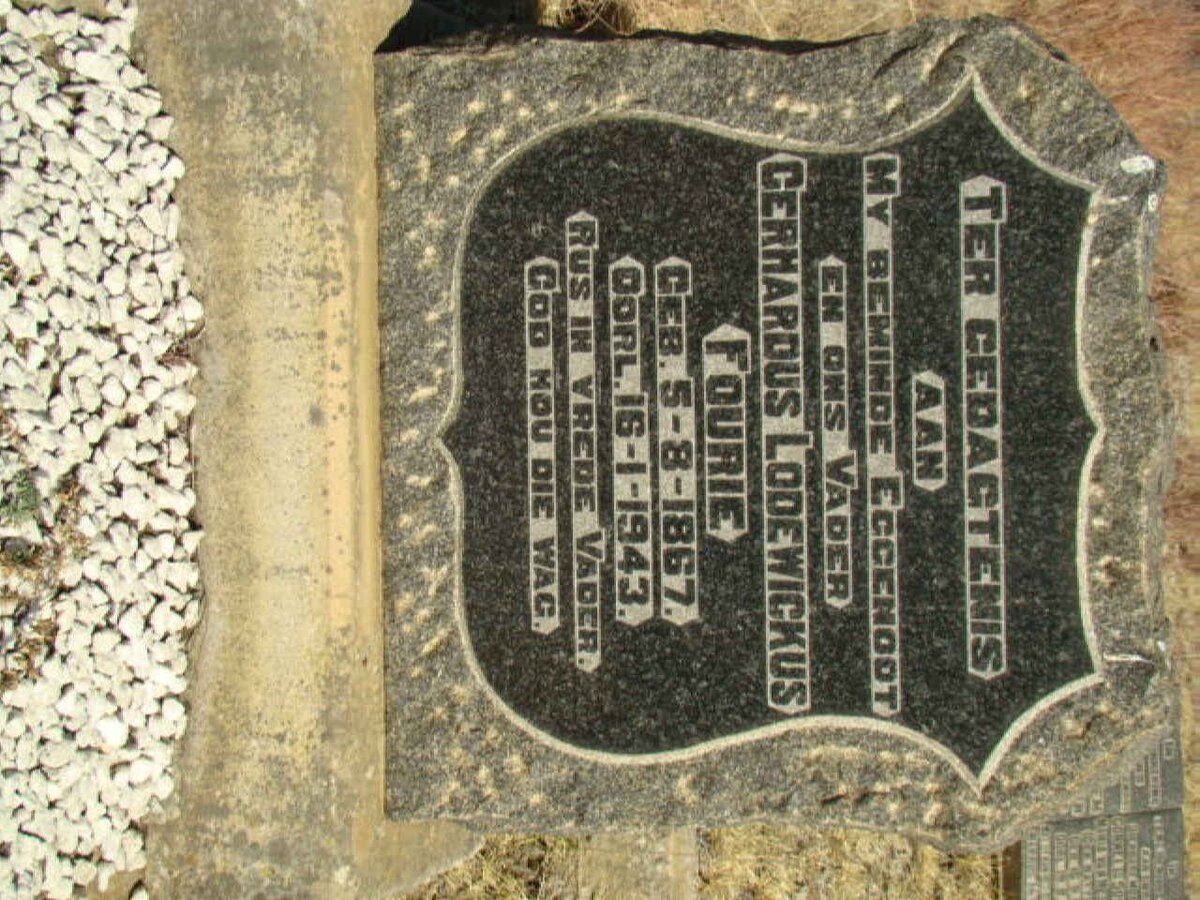 TER GEDAGTENIS
AAN
MY BEMINDE EGGENOOT
EN ONS VADER
GERHARDUS LODEWICKUS
FOURIE
GEB. 5-8-1867.
OORL. 16-1-1943.
RUS IN VREDE VADER.
GOD HOU DIE WAG.